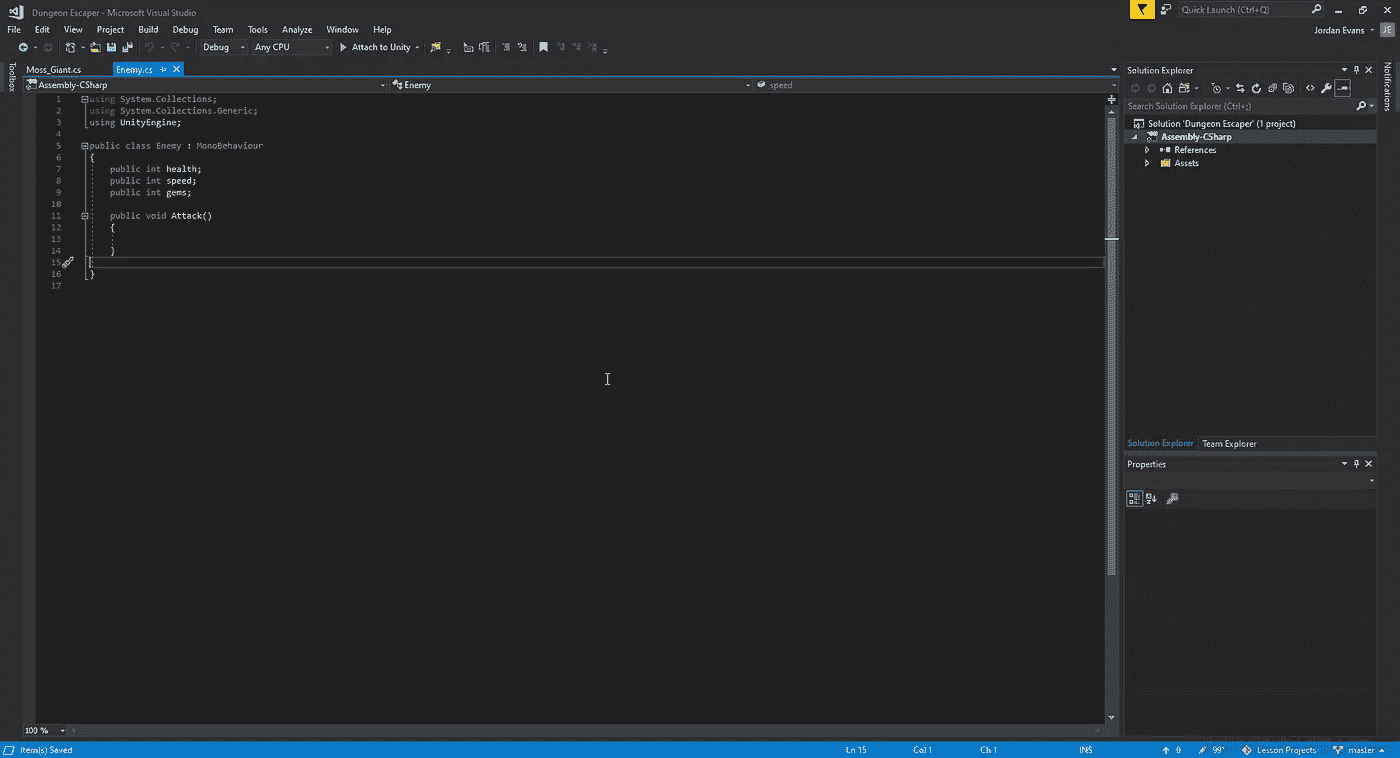 Dungeon Escaper - Microsoft Visual Studio
Quick Launch (Ctrl+Q)
File Edit View Project Build Debug Team Tools Analyze Window Help
Jordan Evans JE
Debug Any CPU Attach to Unity
Toolbox
Moss_Giant.cs Enemy.cs
Assembly-CSharp Enemy speed
1 using System.Collections;
2 using System.Collections.Generic;
3 using UnityEngine;
4
5 public class Enemy : MonoBehaviour
6 {
7 public int health;
8 public int speed;
9 public int gems;
10
11 public void Attack()
12 {
13
14 }
15
16 }
17
Solution Explorer
Search Solution Explorer (Ctrl+;)
Solution 'Dungeon Escaper' (1 project)
Assembly-CSharp
References
Assets
Solution Explorer Team Explorer
Properties
Notifications
100 %
Item(s) Saved Ln 15 Col 1 Ch 1 INS 0 99+ Lesson Projects master